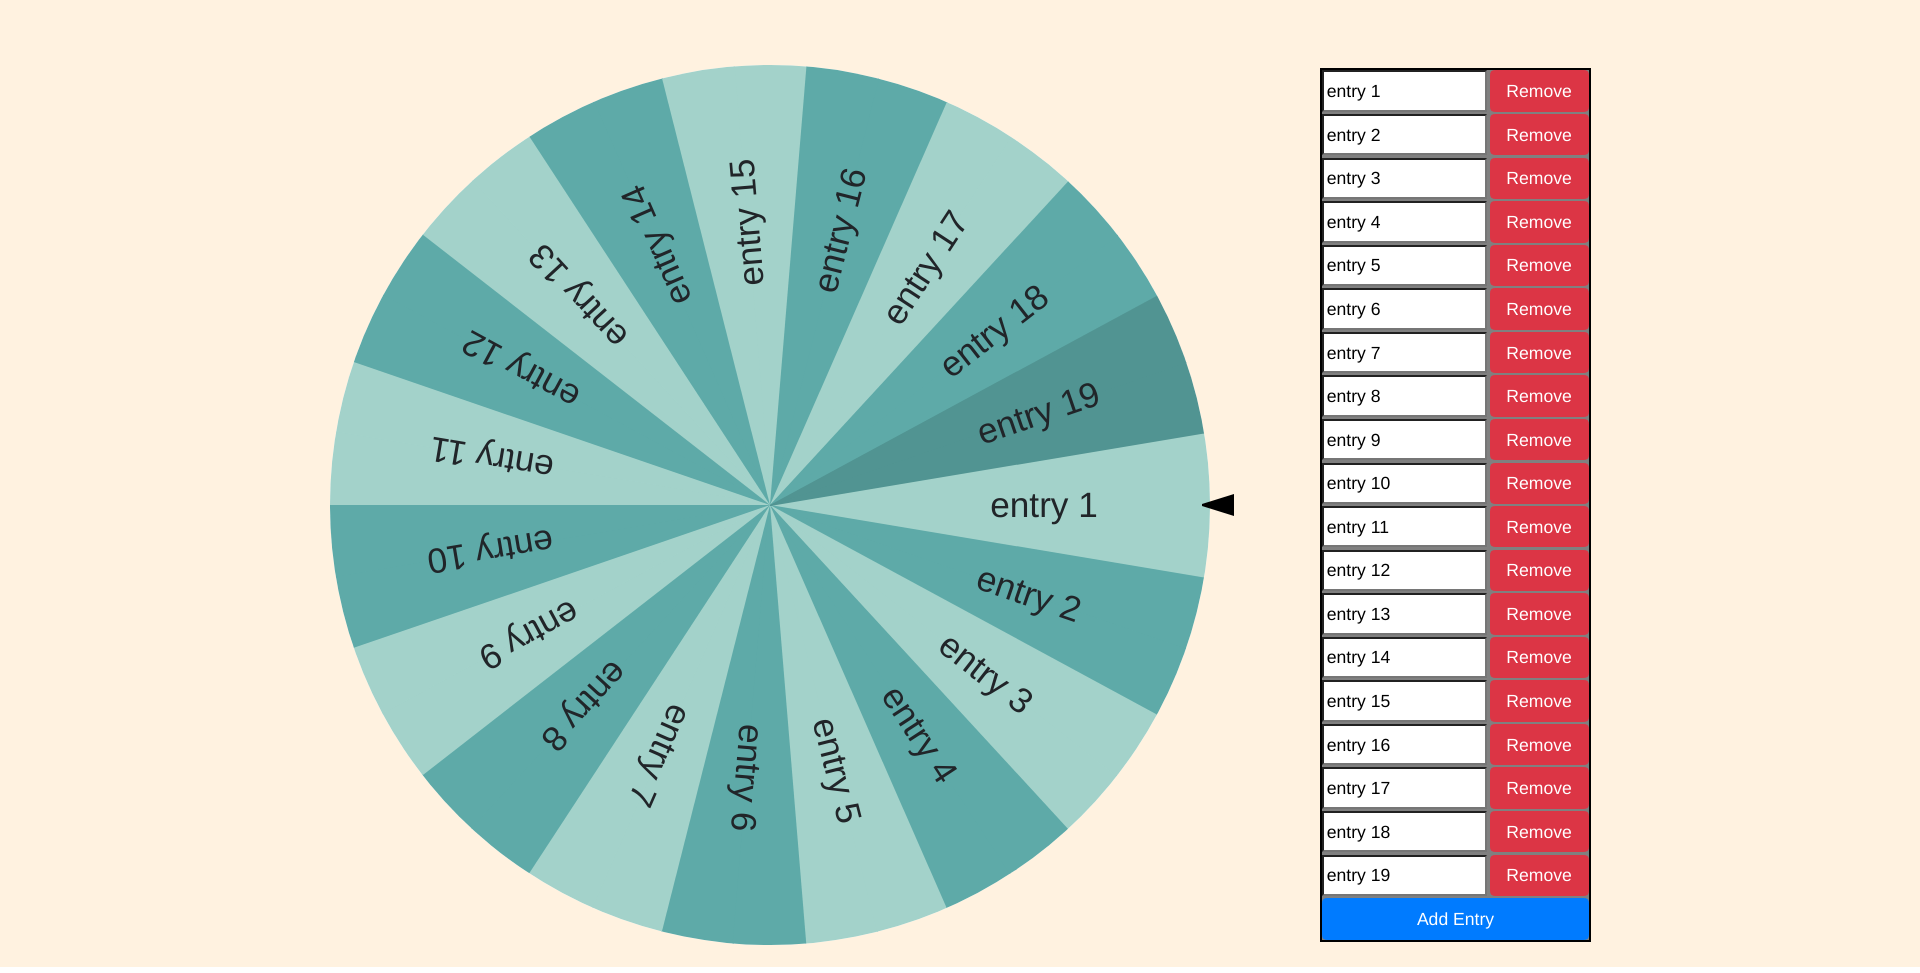 entry 1
entry 2
entry 3
entry 4
entry 5
entry 6
entry 7
entry 8
entry 9
entry 10
entry 11
entry 12
entry 13
entry 14
entry 15
entry 16
entry 17
entry 18
entry 19
entry 1 Remove
entry 2 Remove
entry 3 Remove
entry 4 Remove
entry 5 Remove
entry 6 Remove
entry 7 Remove
entry 8 Remove
entry 9 Remove
entry 10 Remove
entry 11 Remove
entry 12 Remove
entry 13 Remove
entry 14 Remove
entry 15 Remove
entry 16 Remove
entry 17 Remove
entry 18 Remove
entry 19 Remove
Add Entry